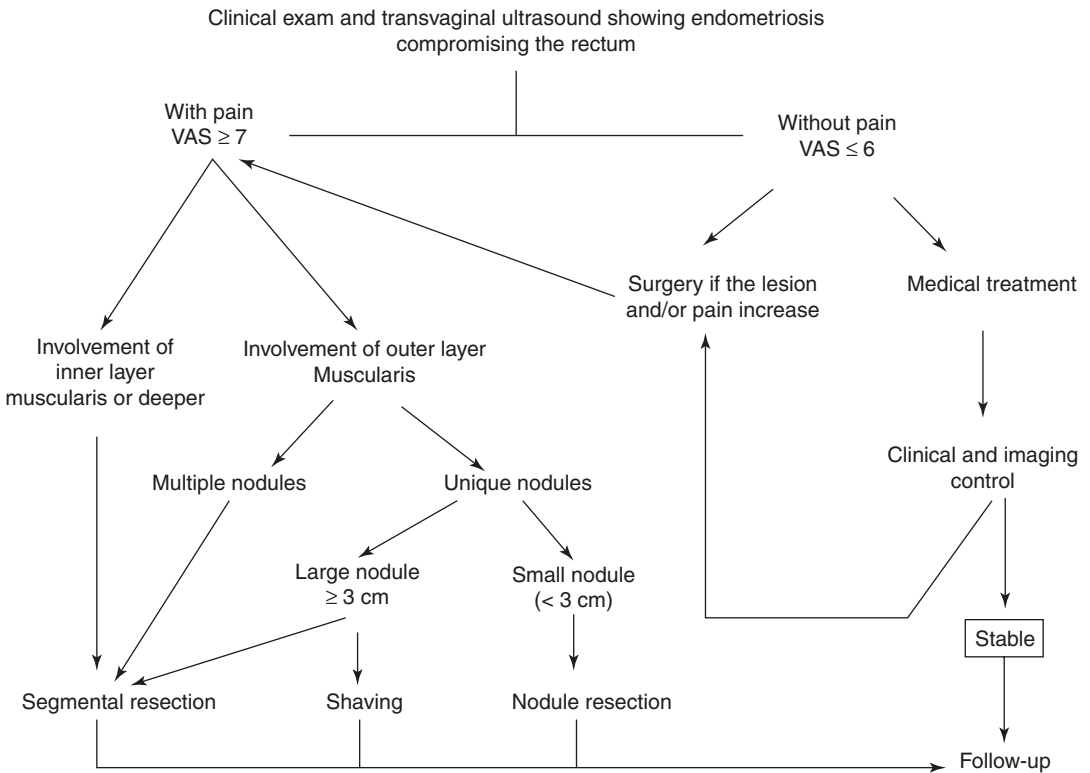 Clinical exam and transvaginal ultrasound showing endometriosis
compromising the rectum
With pain
VAS ≥ 7
Without pain
VAS ≤ 6
Surgery if the lesion
and/or pain increase
Medical treatment
Involvement of
inner layer
muscularis or deeper
Involvement of outer layer
Muscularis
Clinical and imaging
control
Multiple nodules
Unique nodules
Large nodule
≥ 3 cm
Small nodule
(< 3 cm)
Stable
Segmental resection
Shaving
Nodule resection
Follow-up